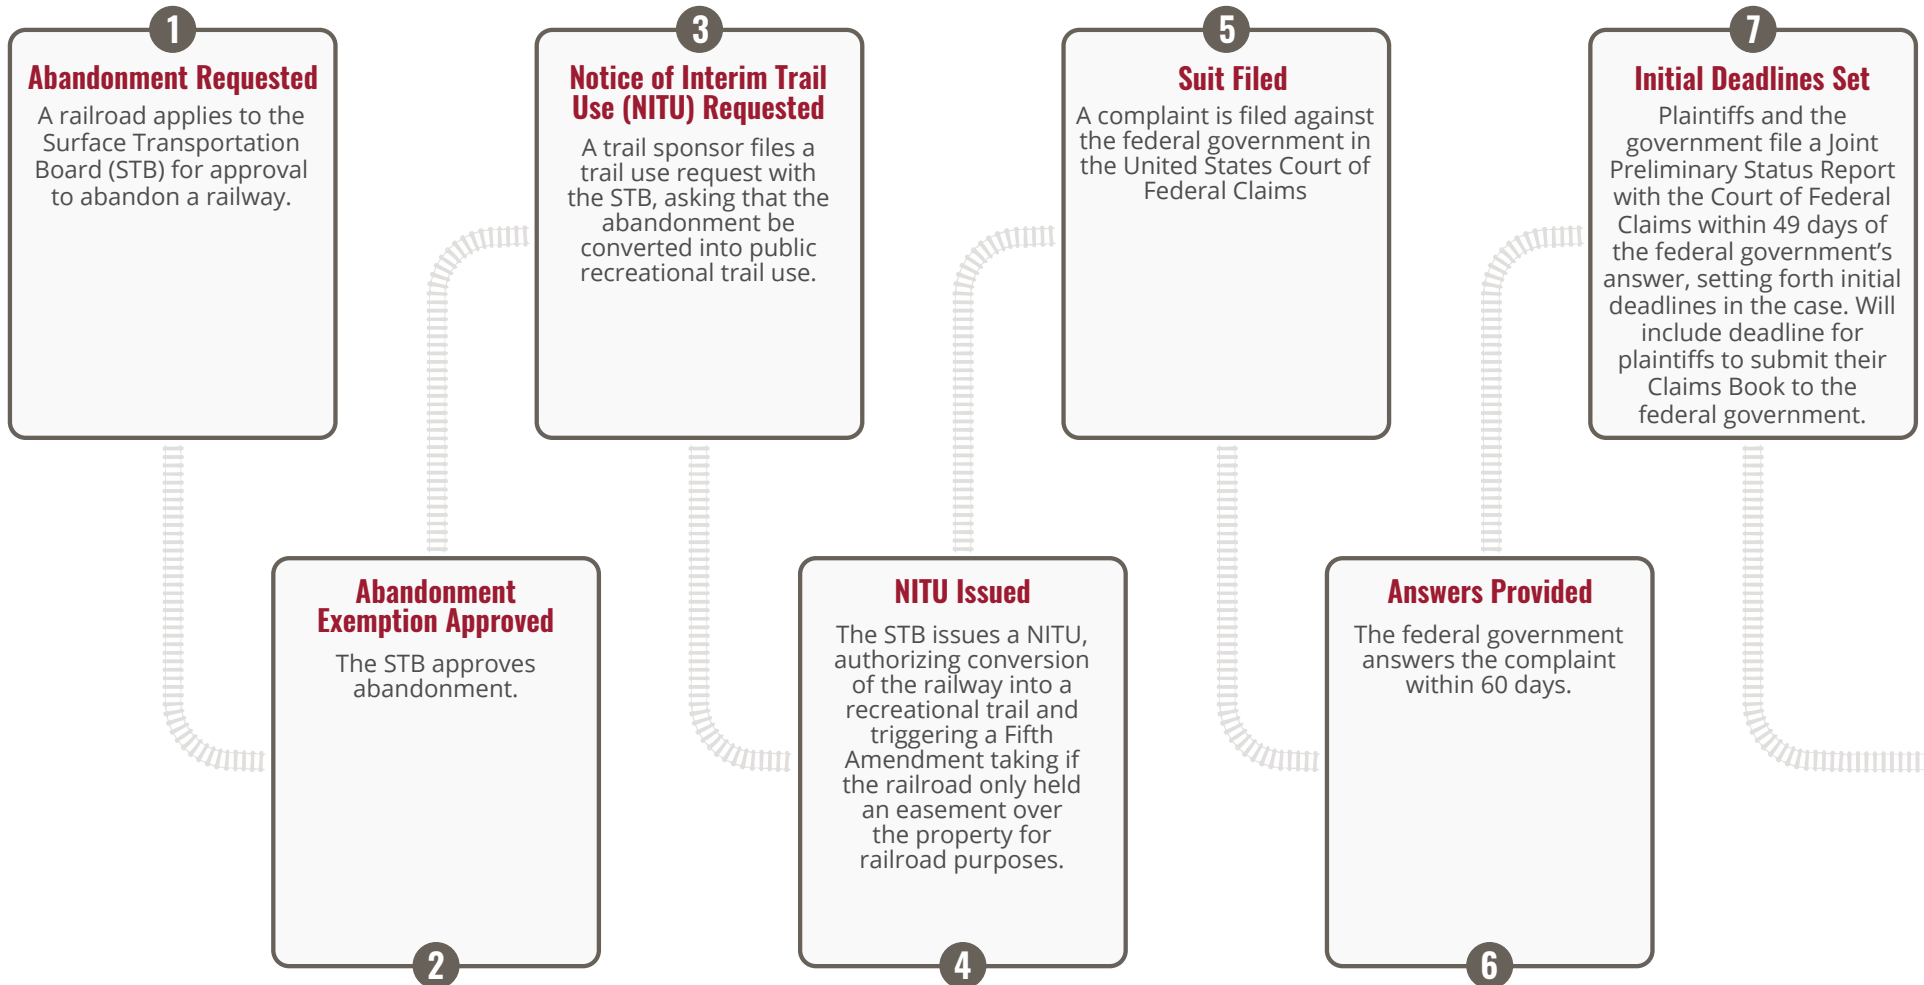 1
Abandonment Requested
A railroad applies to the
Surface Transportation
Board (STB) for approval
to abandon a railway.
Abandonment
Exemption Approved
The STB approves
abandonment.
2
3
Notice of Interim Trail
Use (NITU) Requested
A trail sponsor files a
trail use request with
the STB, asking that the
abandonment be
converted into public
recreational trail use.
NITU Issued
The STB issues a NITU,
authorizing conversion
of the railway into a
recreational trail and
triggering a Fifth
Amendment taking if
the railroad only held
an easement over
the property for
railroad purposes.
4
5
Suit Filed
A complaint is filed against
the federal government in
the United States Court of
Federal Claims
Answers Provided
The federal government
answers the complaint
within 60 days.
6
7
Initial Deadlines Set
Plaintiffs and the
government file a Joint
Preliminary Status Report
with the Court of Federal
Claims within 49 days of
the federal government’s
answer, setting forth initial
deadlines in the case. Will
include deadline for
plaintiffs to submit their
Claims Book to the
federal government.